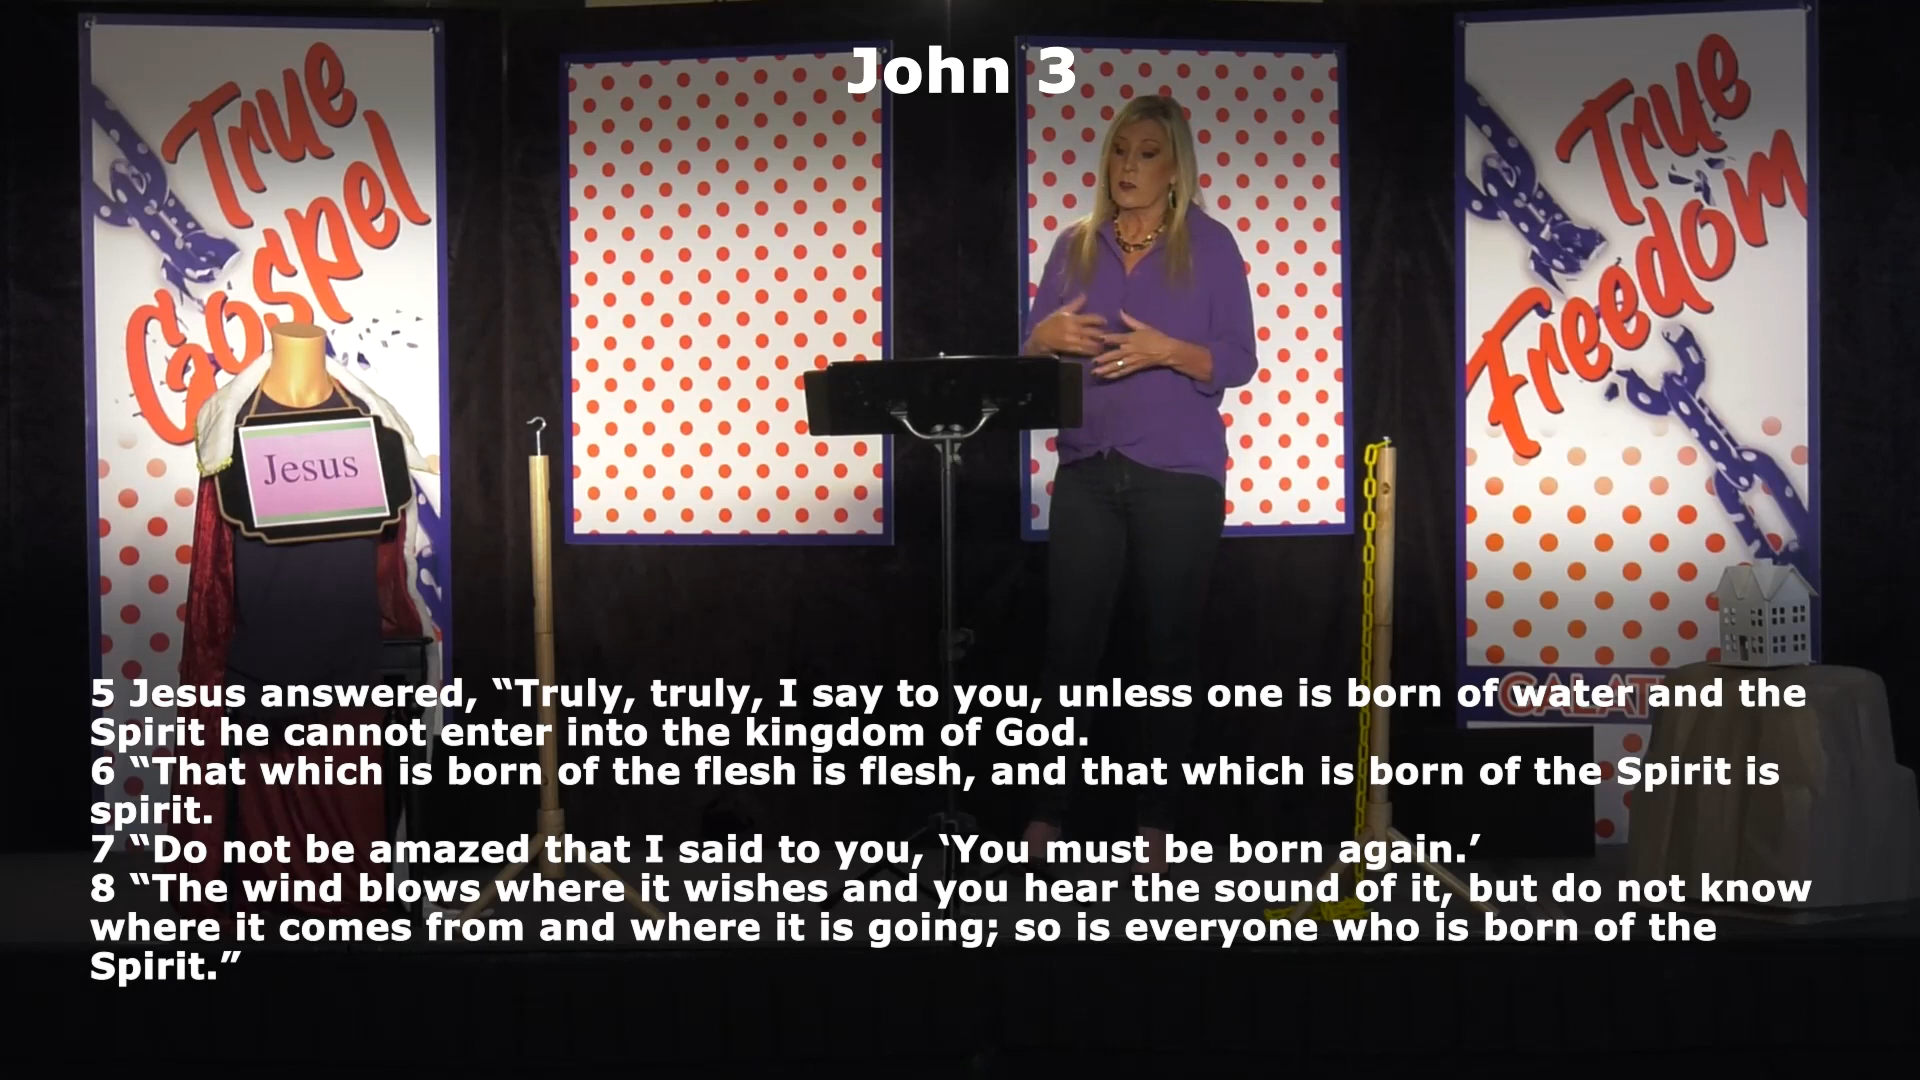 John 3
True
Gospel
True
Freedom
Jesus
5 Jesus answered, “Truly, truly, I say to you, unless one is born of water and the
Spirit he cannot enter into the kingdom of God.
6 “That which is born of the flesh is flesh, and that which is born of the Spirit is
spirit.
7 “Do not be amazed that I said to you, ‘You must be born again.’
8 “The wind blows where it wishes and you hear the sound of it, but do not know
where it comes from and where it is going; so is everyone who is born of the
Spirit.”